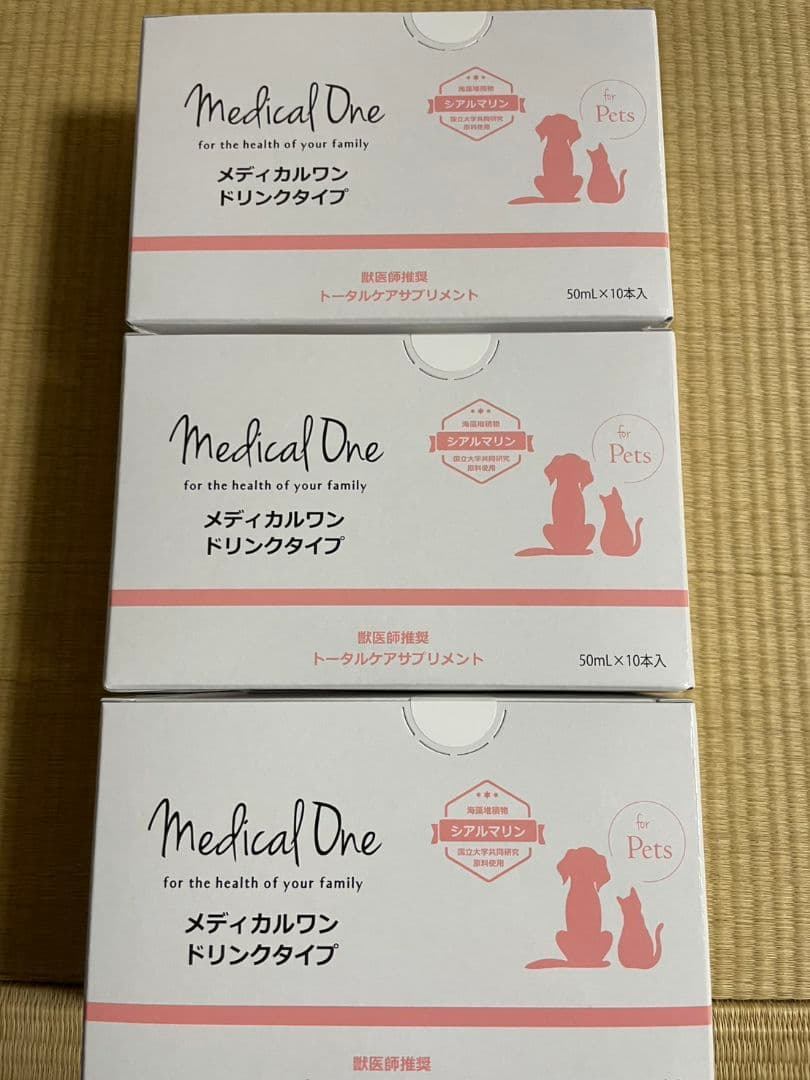 Medical One
for the health of your family
メディカルワン
ドリンクタイプ
海藻堆積物
シアルマリン
国立大学共同研究
原料使用
for
Pets
獣医師推奨
トータルケアサプリメント
50mL×10本入
Medical One
for the health of your family
メディカルワン
ドリンクタイプ
海藻堆積物
シアルマリン
国立大学共同研究
原料使用
for
Pets
獣医師推奨
トータルケアサプリメント
50mL×10本入
Medical One
for the health of your family
メディカルワン
ドリンクタイプ
海藻堆積物
シアルマリン
国立大学共同研究
原料使用
for
Pets
獣医師推奨